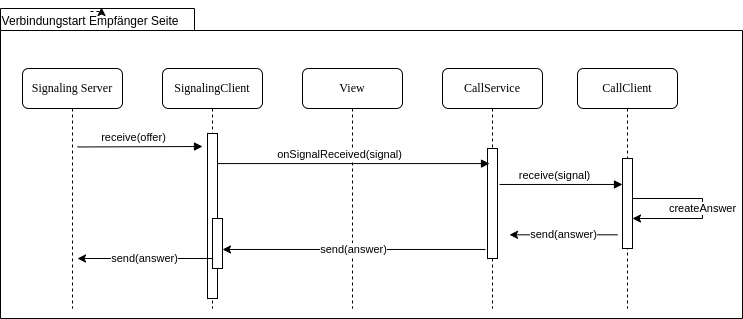 Verbindungstart Empfänger Seite
Signaling Server
SignalingClient
View
CallService
CallClient
receive(offer)
onSignalReceived(signal)
receive(signal)
createAnswer
send(answer)
send(answer)
send(answer)